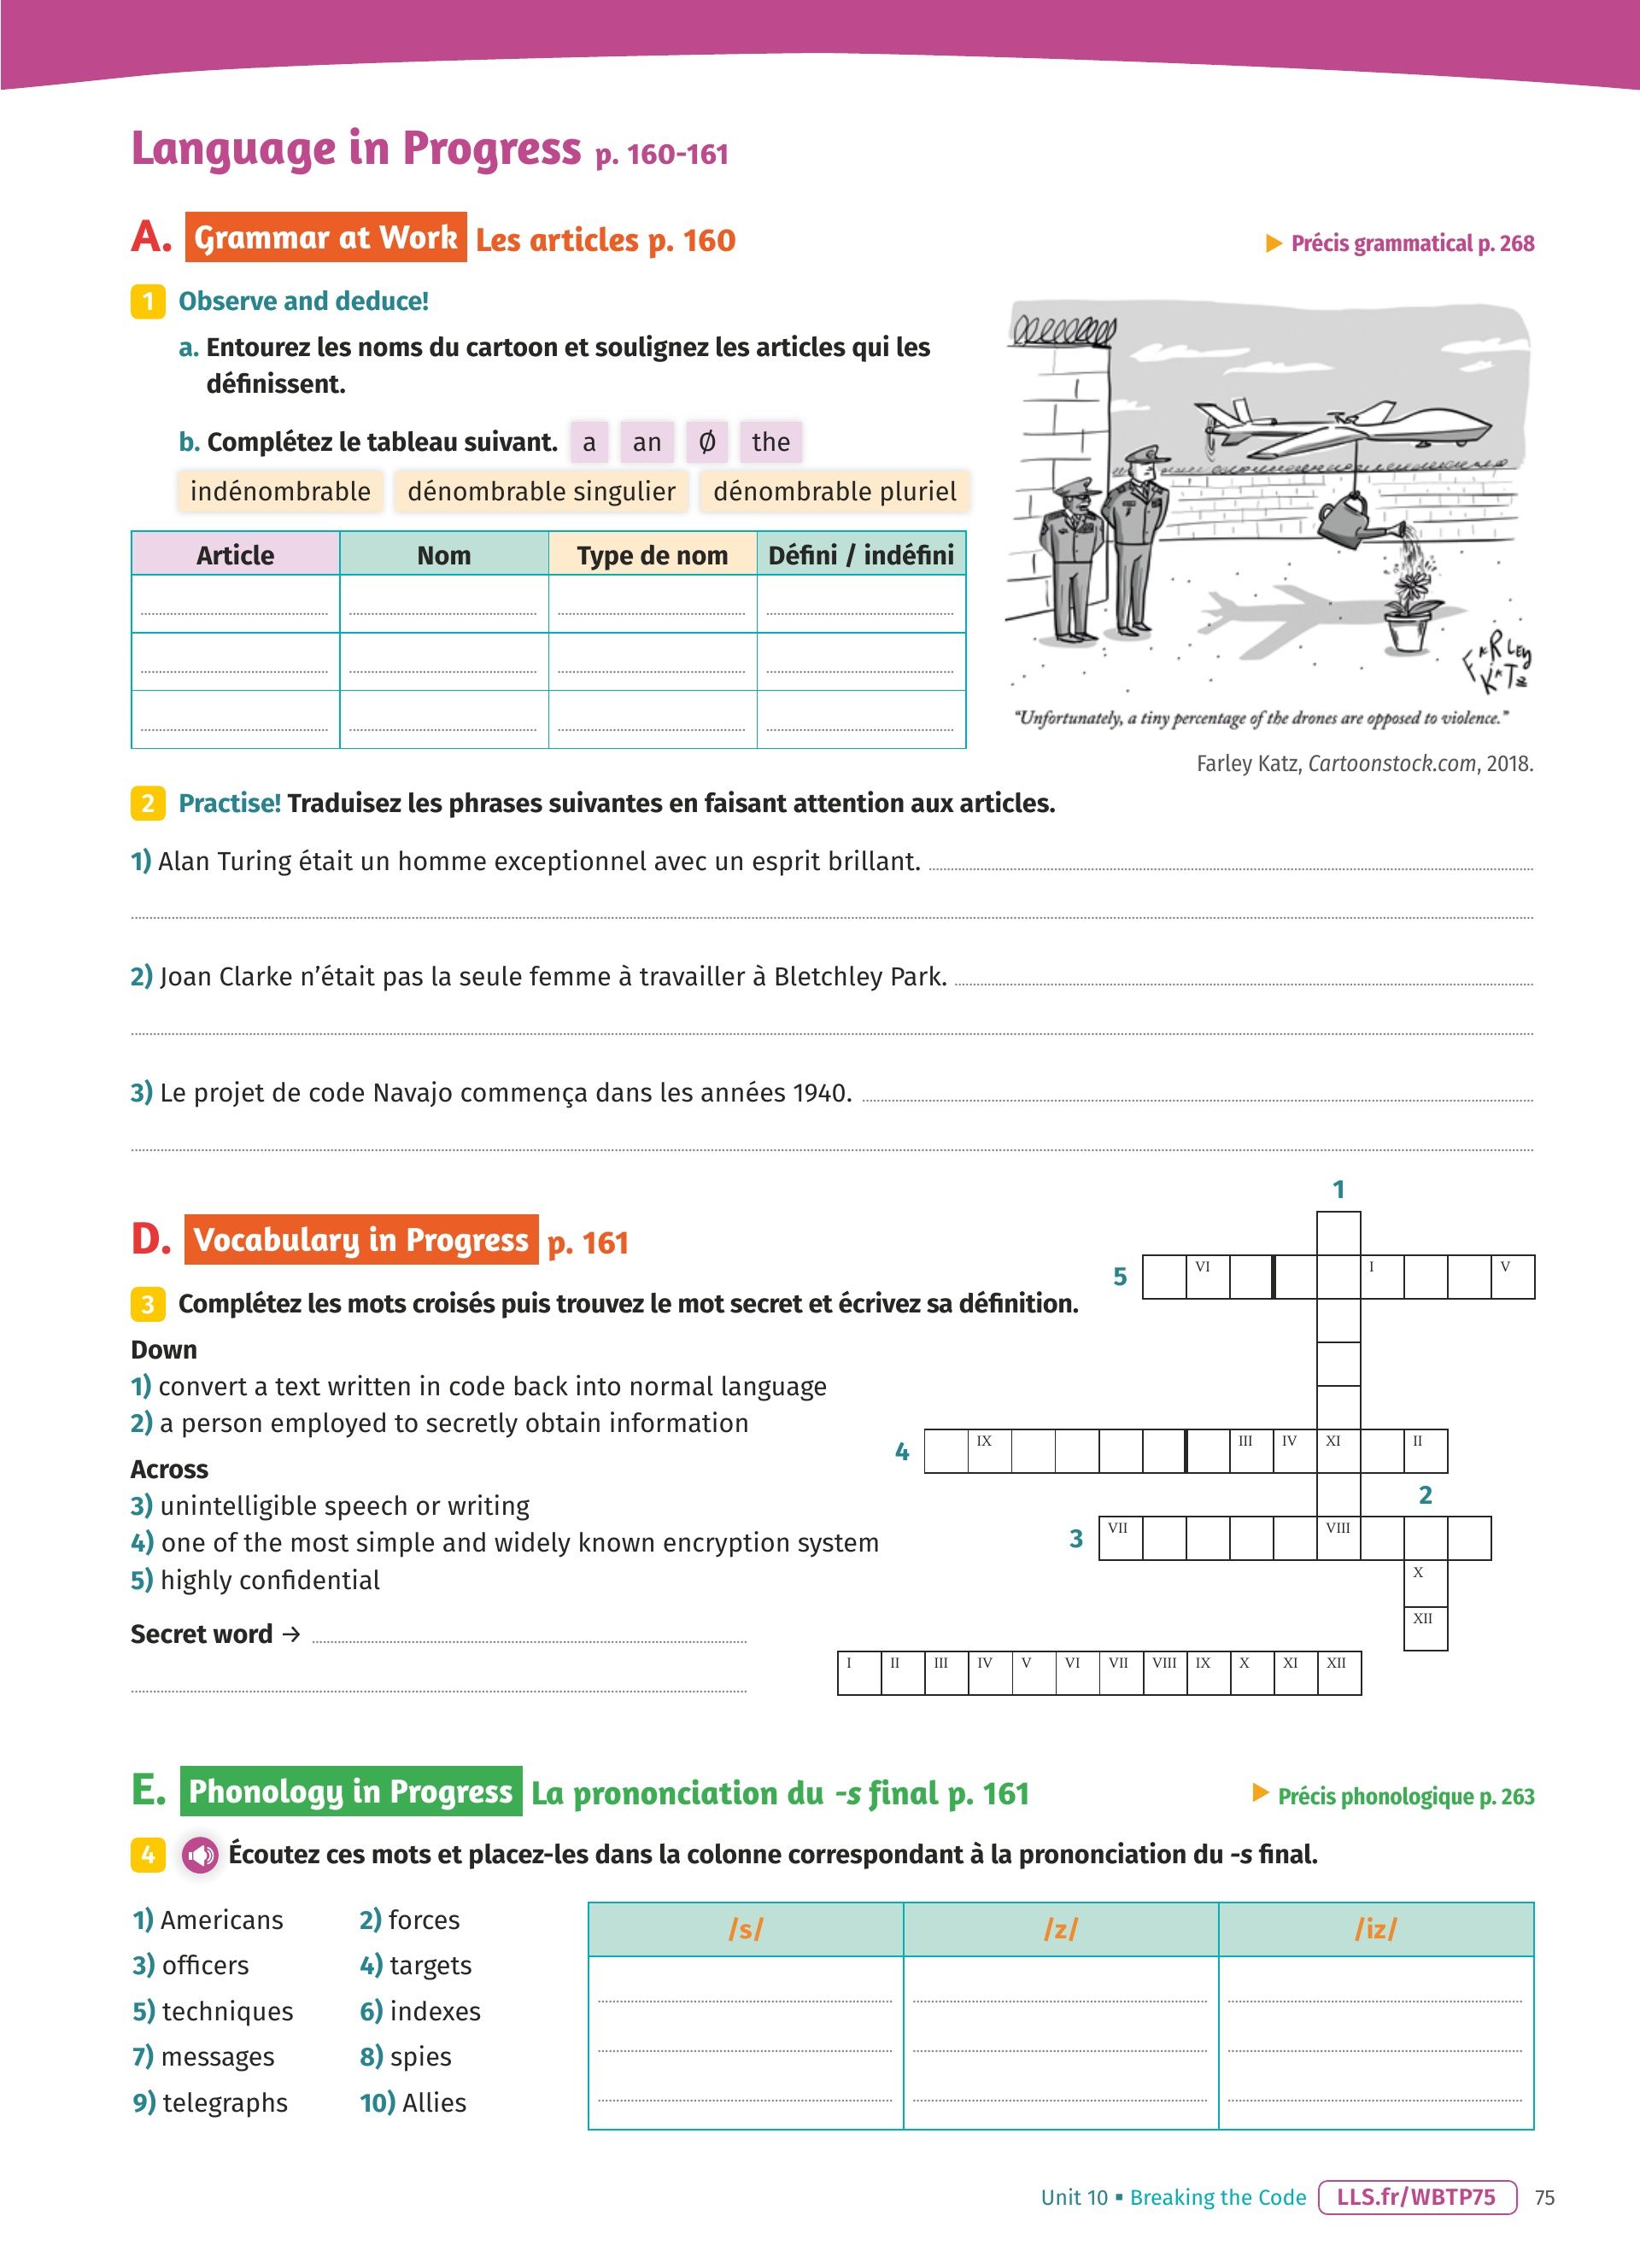 Language in Progress p. 160-161
A. Grammar at Work Les articles p. 160
▶ Précis grammatical p. 268
1 Observe and deduce!
a. Entourez les noms du cartoon et soulignez les articles qui les
définissent.
b. Complétez le tableau suivant. a an Ø the
indénombrable dénombrable singulier dénombrable pluriel
Article Nom Type de nom Défini / indéfini
FARLEY
KATZ
"Unfortunately, a tiny percentage of the drones are opposed to violence."
Farley Katz, Cartoonstock.com, 2018.
2 Practise! Traduisez les phrases suivantes en faisant attention aux articles.
1) Alan Turing était un homme exceptionnel avec un esprit brillant.
2) Joan Clarke n'était pas la seule femme à travailler à Bletchley Park.
3) Le projet de code Navajo commença dans les années 1940.
D. Vocabulary in Progress p. 161
3 Complétez les mots croisés puis trouvez le mot secret et écrivez sa définition.
Down
1) convert a text written in code back into normal language
2) a person employed to secretly obtain information
Across
3) unintelligible speech or writing
4) one of the most simple and widely known encryption system
5) highly confidential
Secret word →
1
5 VI I V
4 IX III IV XI II
2
3 VII VIII
X
XII
I II III IV V VI VII VIII IX X XI XII
E. Phonology in Progress La prononciation du -s final p. 161
▶ Précis phonologique p. 263
4 Écoutez ces mots et placez-les dans la colonne correspondant à la prononciation du -s final.
1) Americans 2) forces
3) officers 4) targets
5) techniques 6) indexes
7) messages 8) spies
9) telegraphs 10) Allies
/s/ /z/ /iz/
Unit 10 ▪ Breaking the Code LLS.fr/WBTP75 75